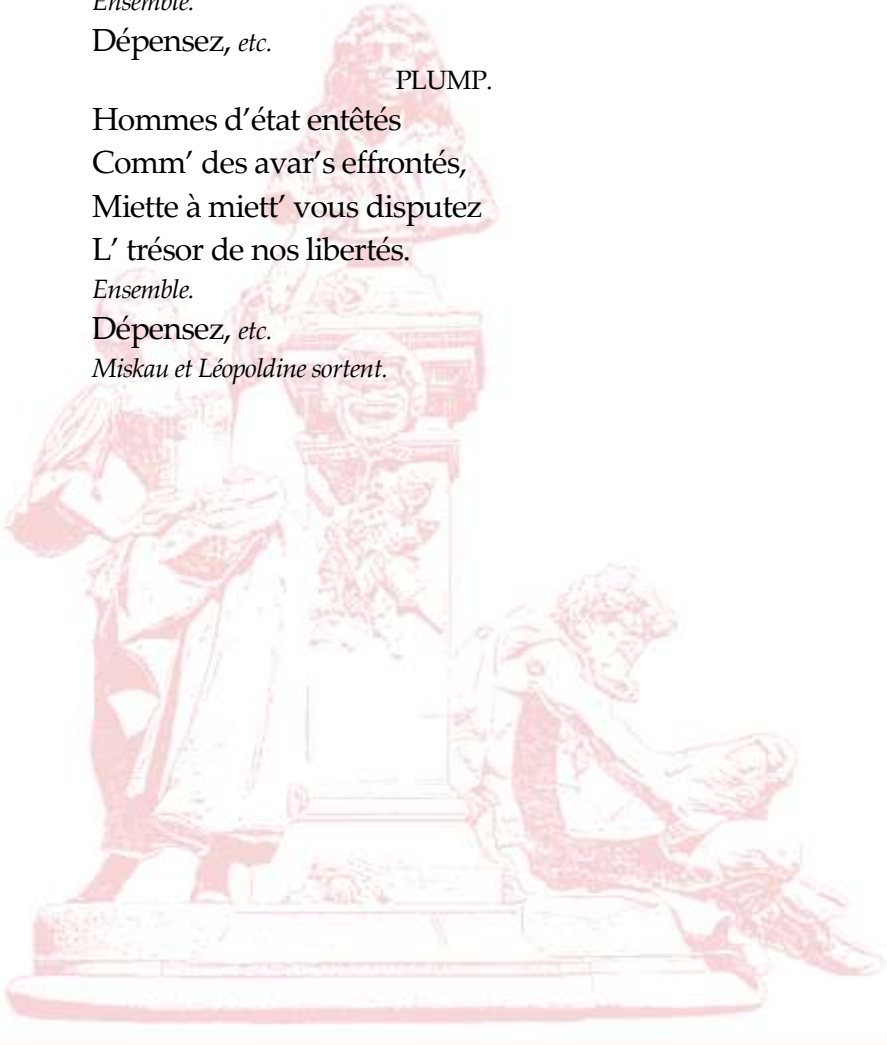 Ensemble.
Dépensez, etc.
PLUMP.
Hommes d’état entêtés
Comm’ des avar’s effrontés,
Miette à miett’ vous disputez
L’ trésor de nos libertés.
Ensemble.
Dépensez, etc.
Miskau et Léopoldine sortent.